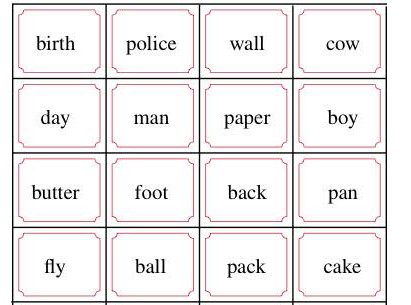 birth police wall cow
day man paper boy
butter foot back pan
fly ball pack cake